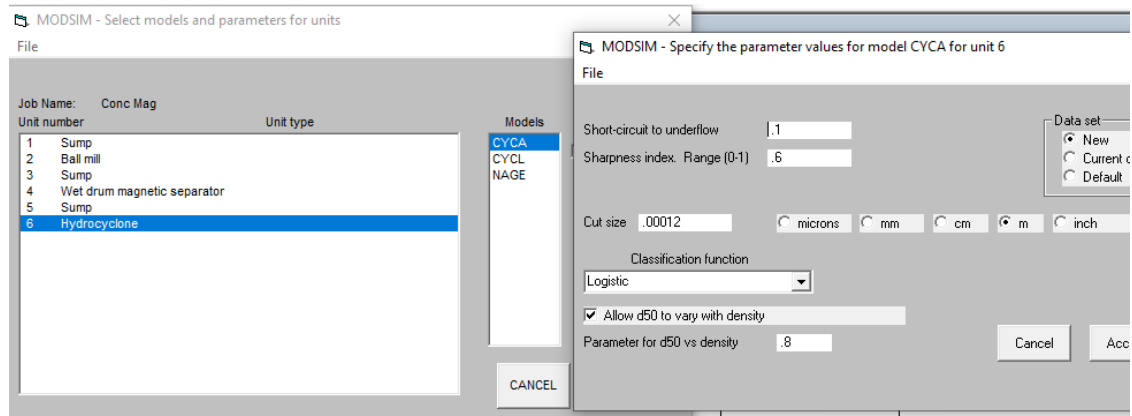 MODSIM - Select models and parameters for units
File
Job Name: Conc Mag
Unit number Unit type Models
1 Sump
2 Ball mill
3 Sump
4 Wet drum magnetic separator
5 Sump
6 Hydrocyclone
CYCA
CYCL
NAGE
CANCEL
MODSIM - Specify the parameter values for model CYCA for unit 6
File
Short-circuit to underflow .1
Sharpness index. Range (0-1) .6
Data set
New
Current
Default
Cut size .00012 microns mm cm m inch
Classification function
Logistic
Allow d50 to vary with density
Parameter for d50 vs density .8
Cancel Acc